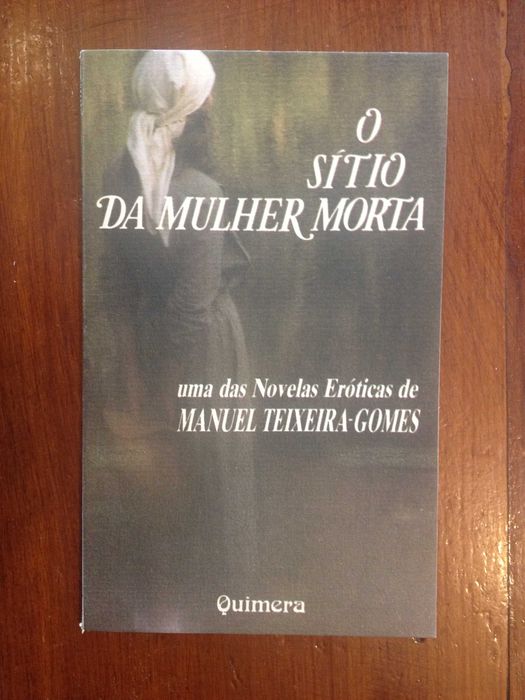 O
SÍTIO
DA MULHER MORTA
uma das Novelas Eróticas de
MANUEL TEIXEIRA-GOMES
Quimera